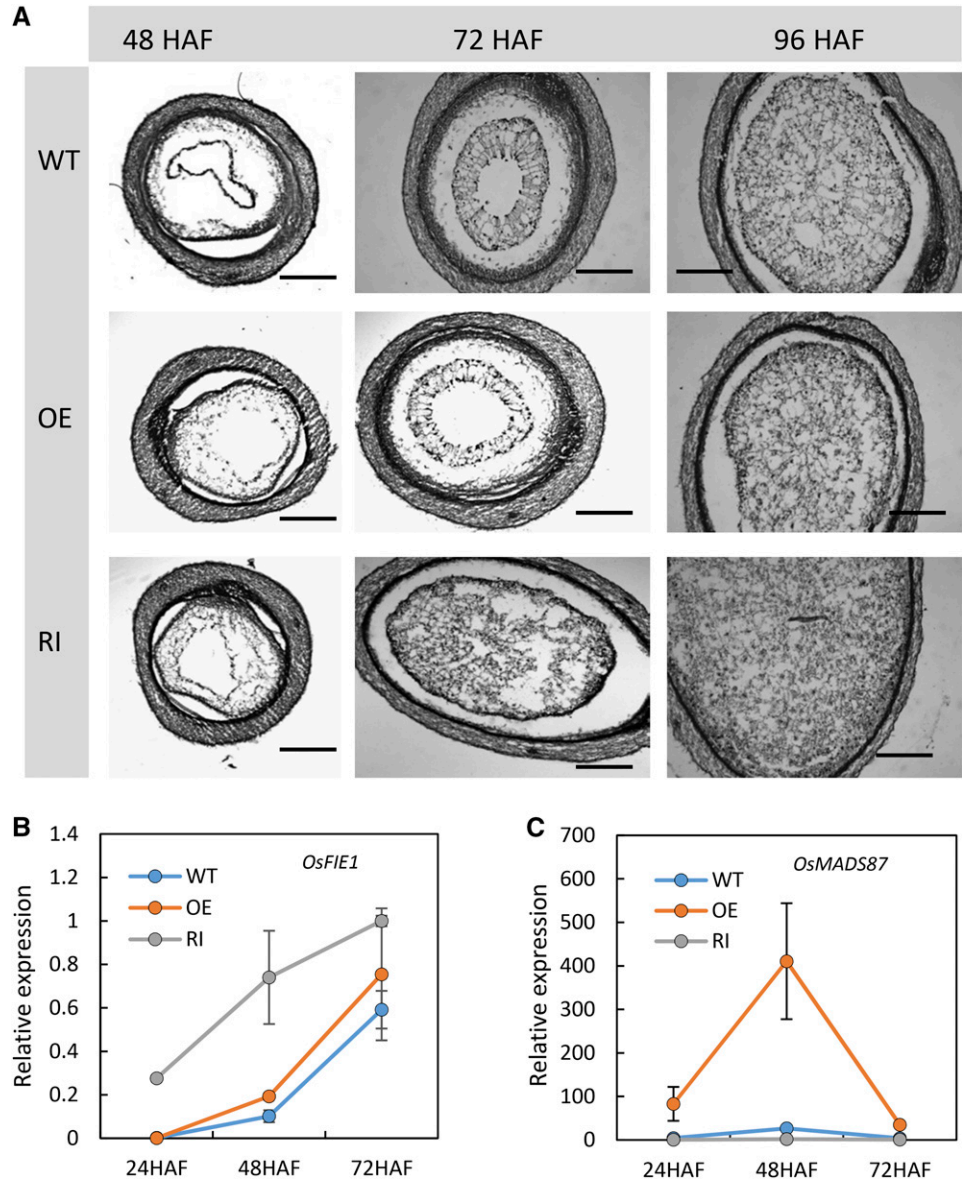 A
48 HAF 72 HAF 96 HAF
WT
OE
RI
B
1.4
1.2
1
0.8
0.6
0.4
0.2
0
Relative expression
OsFIE1
WT
OE
RI
24HAF 48HAF 72HAF
C
700
600
500
400
300
200
100
0
Relative expression
OsMADS87
WT
OE
RI
24HAF 48HAF 72HAF